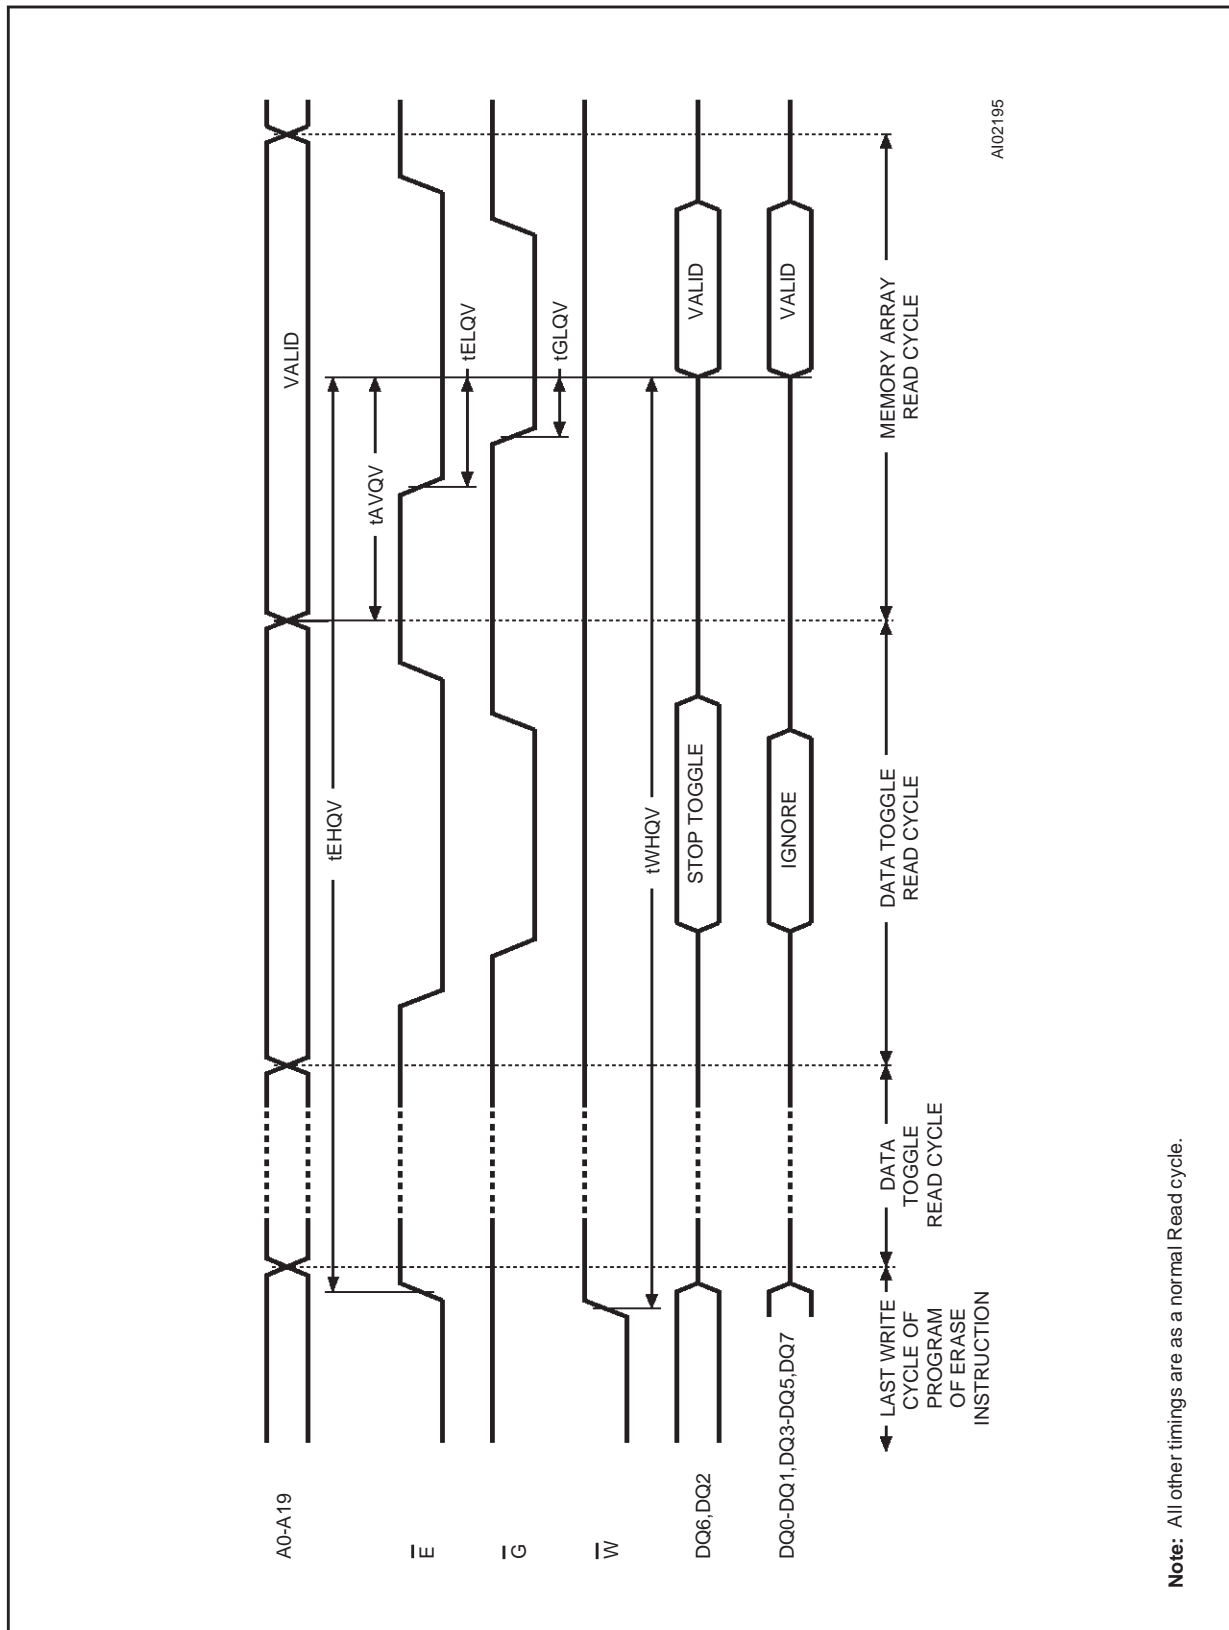 A0-A19
E
G
W
DQ6,DQ2
DQ0-DQ1,DQ3-DQ5,DQ7
VALID
tEHQV
tAVQV
tELQV
tGLQV
tWHQV
STOP TOGGLE
VALID
IGNORE
VALID
LAST WRITE
CYCLE OF
PROGRAM
OF ERASE
INSTRUCTION
DATA
TOGGLE
READ CYCLE
DATA TOGGLE
READ CYCLE
MEMORY ARRAY
READ CYCLE
AI02195
Note: All other timings are as a normal Read cycle.